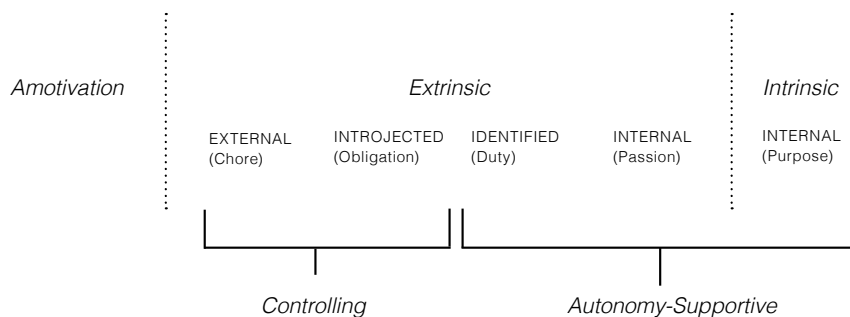 Amotivation Extrinsic Intrinsic
EXTERNAL INTROJECTED IDENTIFIED INTERNAL INTERNAL
(Chore) (Obligation) (Duty) (Passion) (Purpose)
Controlling Autonomy-Supportive